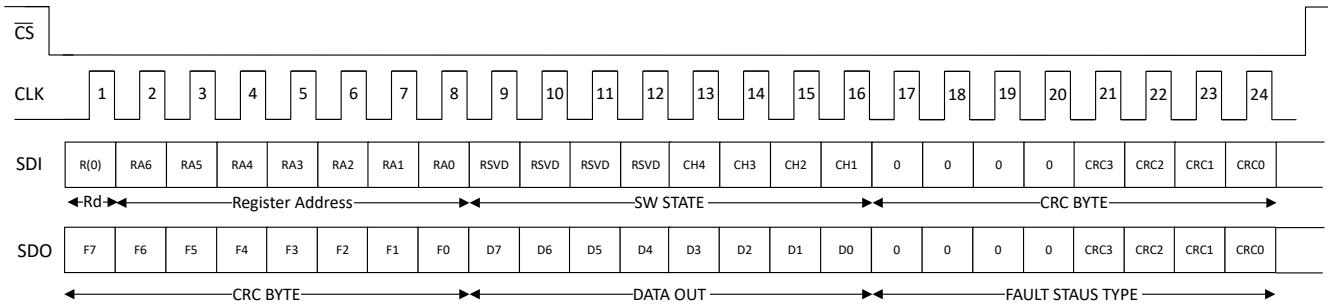 CS
CLK 1 2 3 4 5 6 7 8 9 10 11 12 13 14 15 16 17 18 19 20 21 22 23 24
SDI R(0) RA6 RA5 RA4 RA3 RA2 RA1 RA0 RSVD RSVD RSVD RSVD CH4 CH3 CH2 CH1 0 0 0 0 CRC3 CRC2 CRC1 CRC0
Rd Register Address SW STATE CRC BYTE
SDO F7 F6 F5 F4 F3 F2 F1 F0 D7 D6 D5 D4 D3 D2 D1 D0 0 0 0 0 CRC3 CRC2 CRC1 CRC0
CRC BYTE DATA OUT FAULT STAUS TYPE